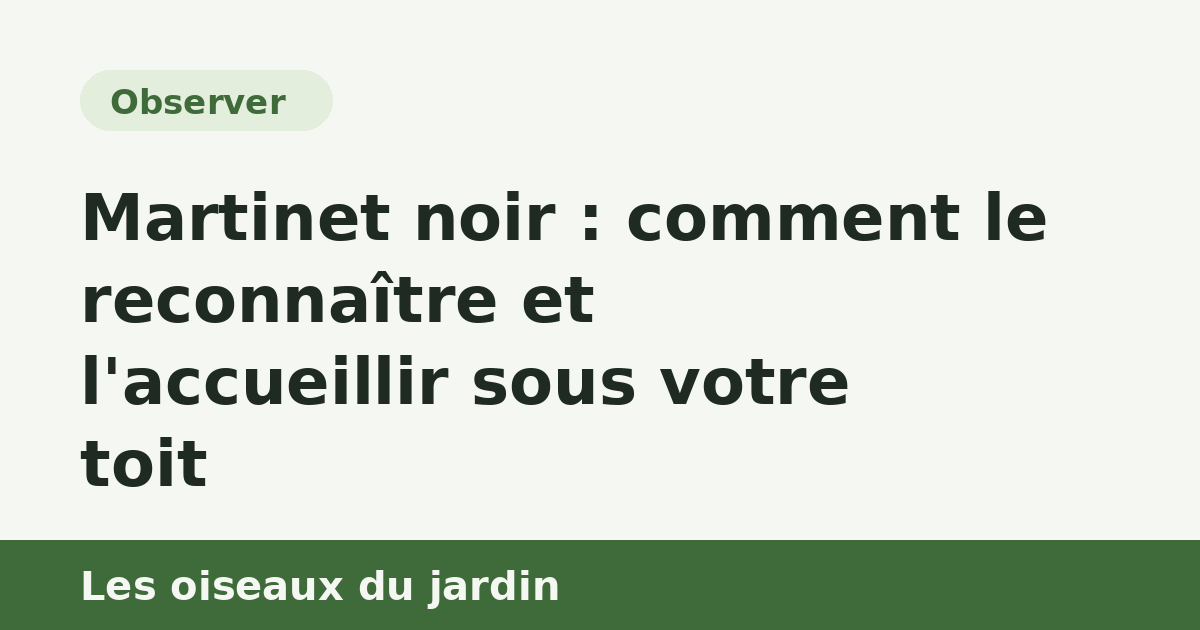 Observer
Martinet noir : comment le
reconnaître et
l'accueillir sous votre
toit
Les oiseaux du jardin